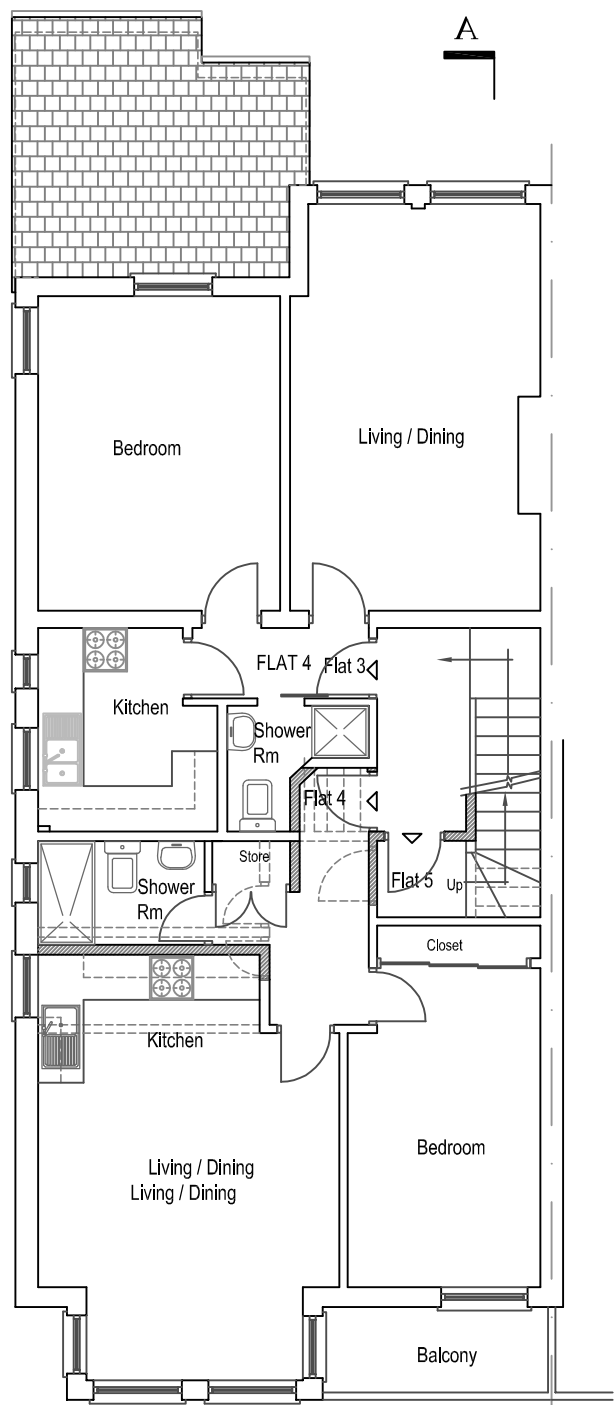 A
Bedroom
Living / Dining
FLAT 4
Flat 3
Kitchen
Shower
Rm
Flat 4
Store
Flat 5
Up
Shower
Rm
Closet
Kitchen
Bedroom
Living / Dining
Living / Dining
Balcony